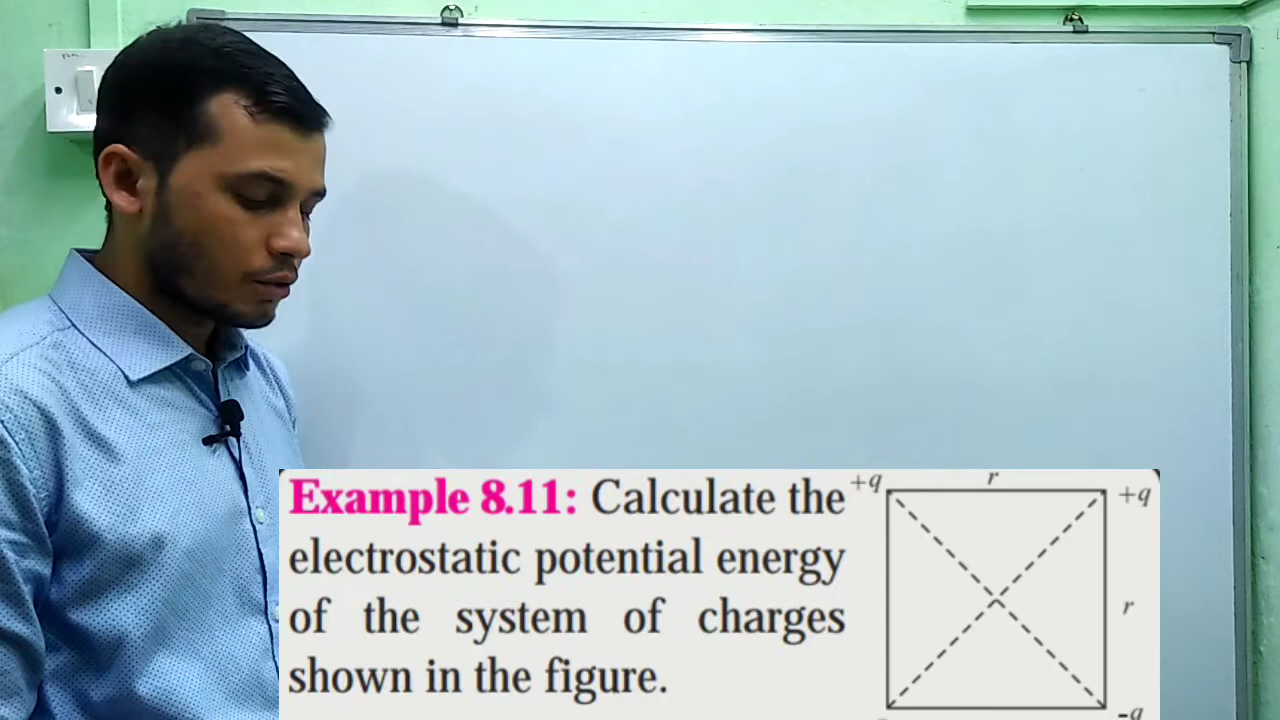 Example 8.11: Calculate the
electrostatic potential energy
of the system of charges
shown in the figure.
+q
r
+q
r
-q